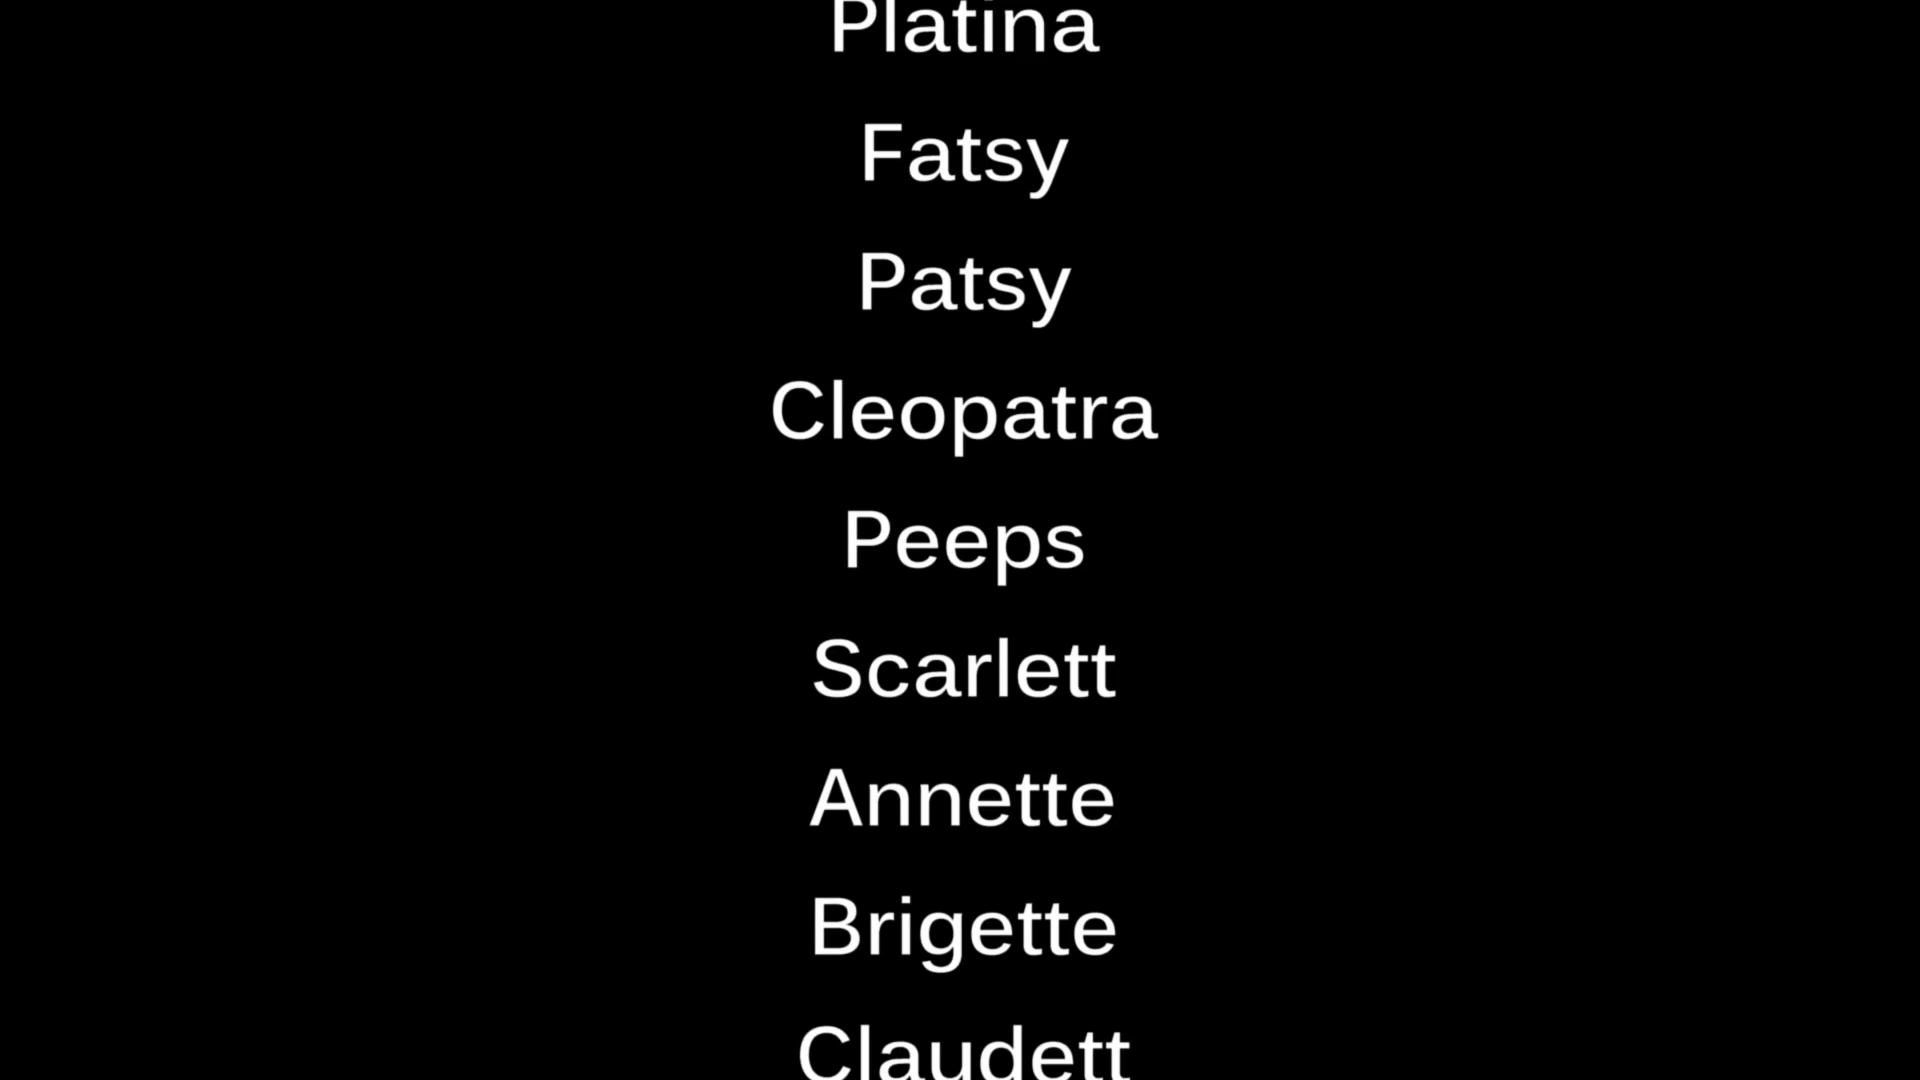 Platina
Fatsy
Patsy
Cleopatra
Peeps
Scarlett
Annette
Brigette
Claudett